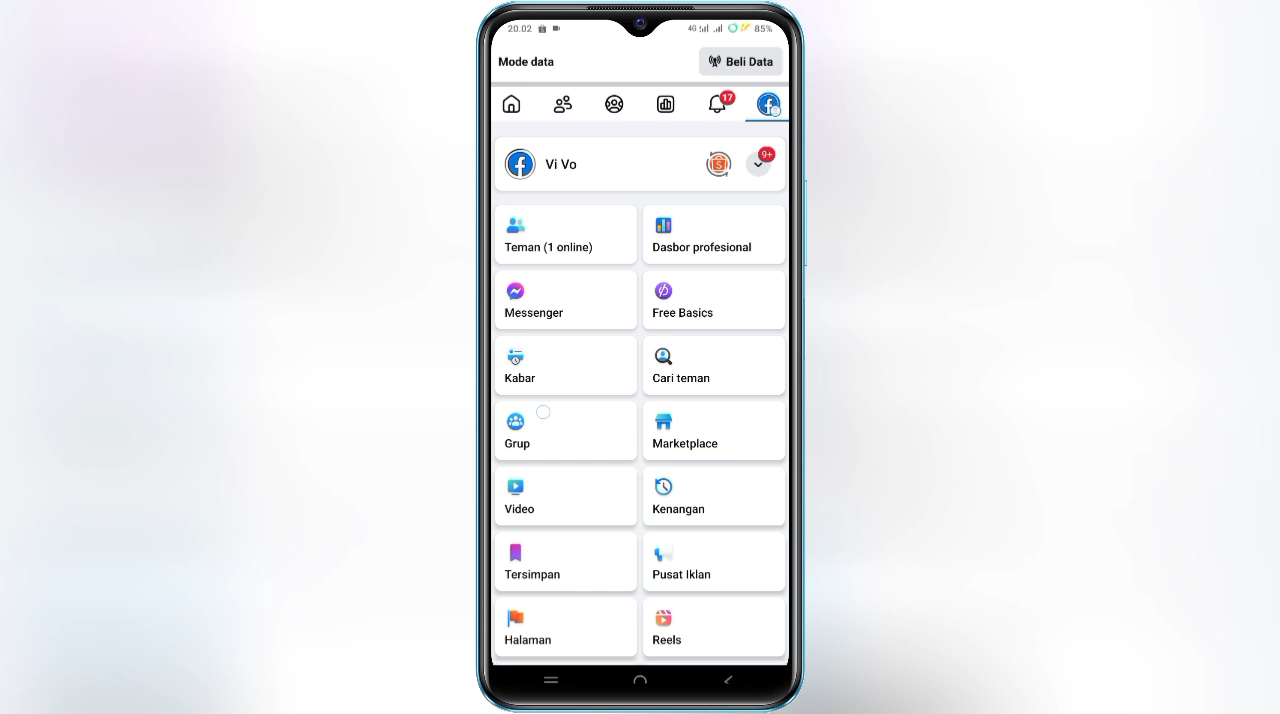 20.02 4G 85%
Mode data Beli Data
17
Vi Vo 9+
Teman (1 online) Dasbor profesional
Messenger Free Basics
Kabar Cari teman
Grup Marketplace
Video Kenangan
Tersimpan Pusat Iklan
Halaman Reels